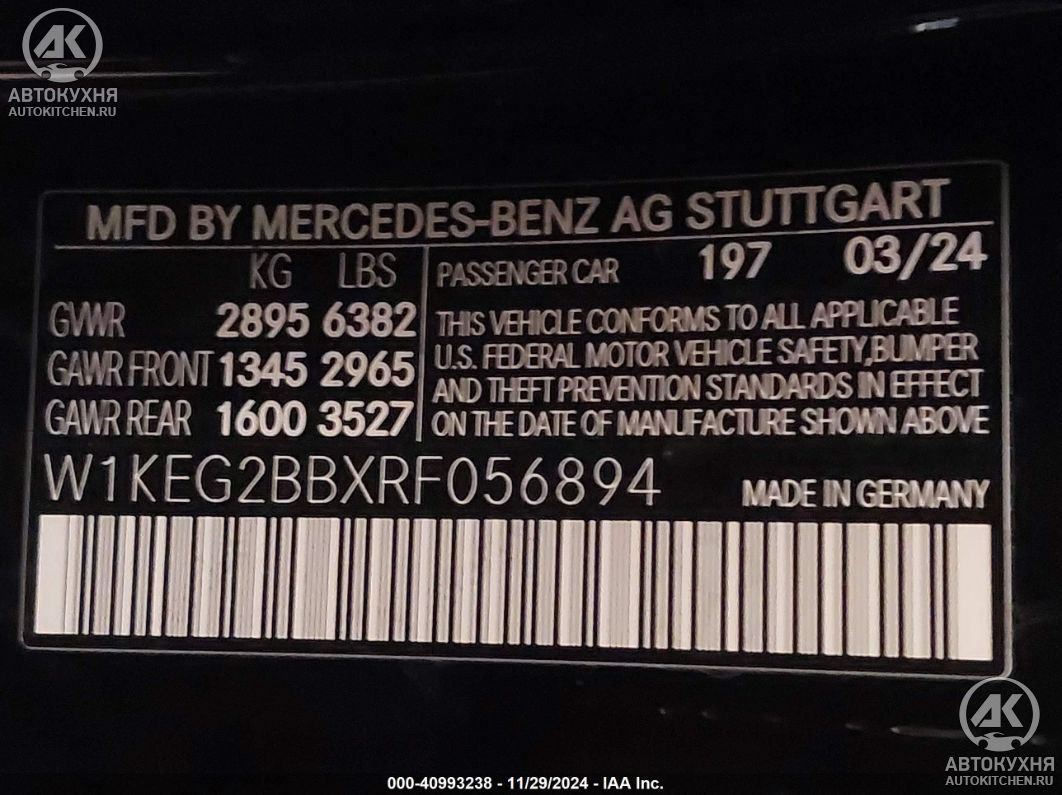 AK
АВТОКУХНЯ
AUTOKITCHEN.RU
MFD BY MERCEDES-BENZ AG STUTTGART
KG LBS
GVWR 2895 6382
GAWR FRONT 1345 2965
GAWR REAR 1600 3527
PASSENGER CAR 197 03/24
THIS VEHICLE CONFORMS TO ALL APPLICABLE
U.S. FEDERAL MOTOR VEHICLE SAFETY,BUMPER
AND THEFT PREVENTION STANDARDS IN EFFECT
ON THE DATE OF MANUFACTURE SHOWN ABOVE
W1KEG2BBXRF056894
MADE IN GERMANY
AK
АВТОКУХНЯ
AUTOKITCHEN.RU
000-40993238 - 11/29/2024 - IAA Inc.